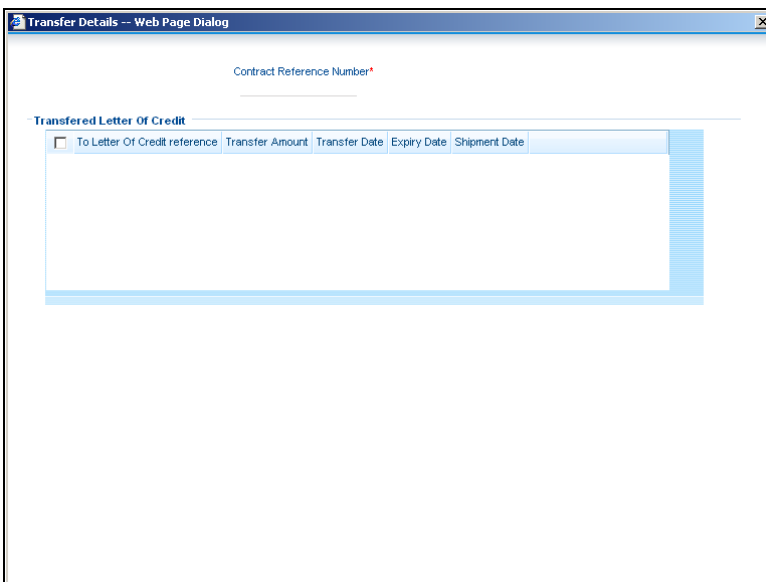 Transfer Details -- Web Page Dialog
Contract Reference Number*
Transfered Letter Of Credit
To Letter Of Credit reference Transfer Amount Transfer Date Expiry Date Shipment Date